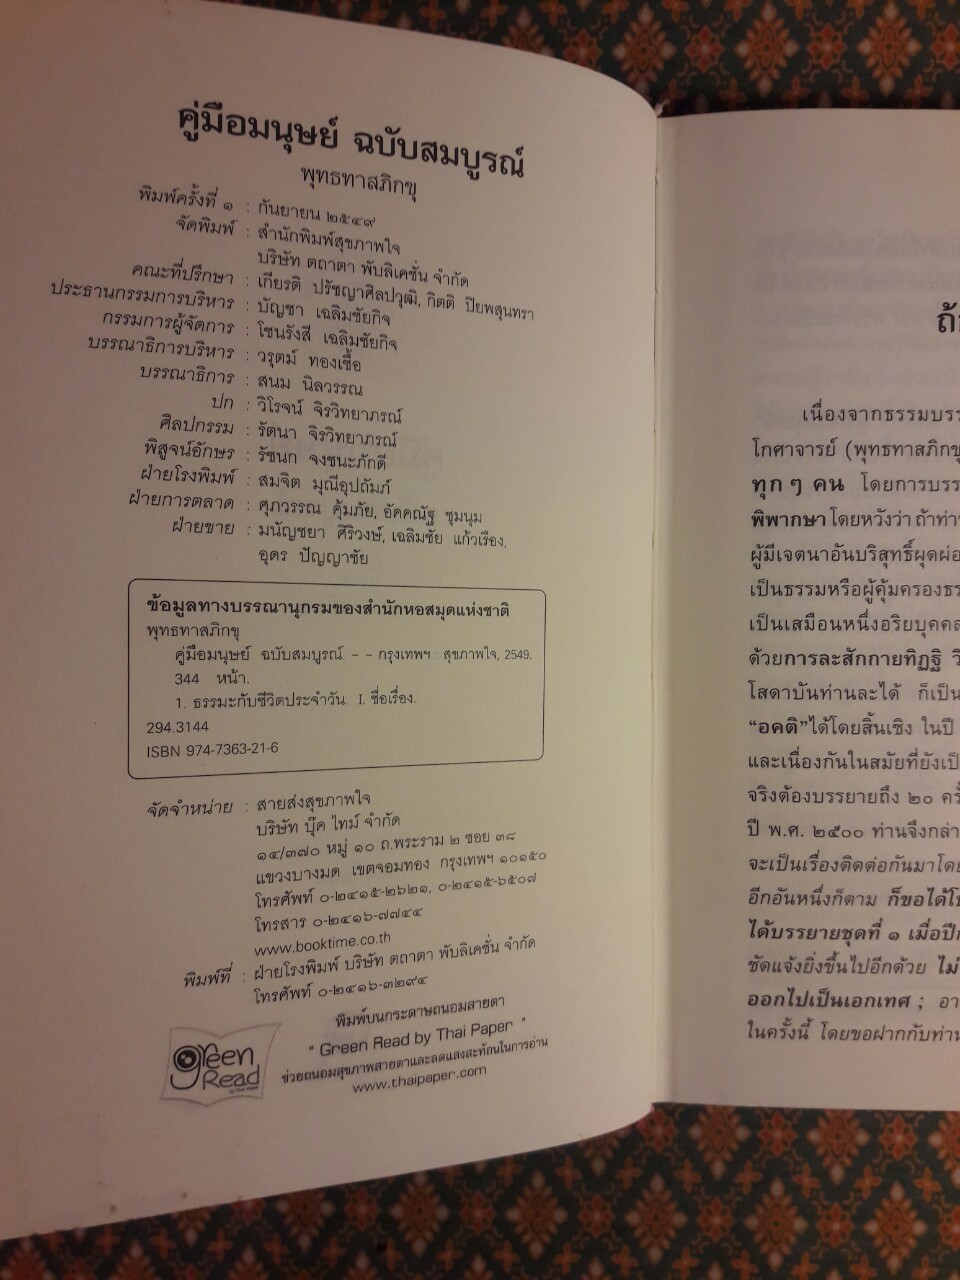 คู่มือมนุษย์ ฉบับสมบูรณ์
พุทธทาสภิกขุ
พิมพ์ครั้งที่ ๑ : กันยายน ๒๕๔๙
จัดพิมพ์ : สำนักพิมพ์สุขภาพใจ
บริษัท ตถาตา พับลิเคชั่น จำกัด
คณะที่ปรึกษา : เกียรติ ปรัชญาศิลปวุฒิ, กิตติ ปิยพสุนทรา
ประธานกรรมการบริหาร : บัญชา เฉลิมชัยกิจ
กรรมการผู้จัดการ : โชนรังสี เฉลิมชัยกิจ
บรรณาธิการบริหาร : วรุตม์ ทองเชื้อ
บรรณาธิการ : สนม นิลวรรณ
ปก : วิโรจน์ จิรวิทยาภรณ์
ศิลปกรรม : รัตนา จิรวิทยาภรณ์
พิสูจน์อักษร : รัชนก จงชนะภักดี
ฝ่ายโรงพิมพ์ : สมจิต มุณีอุปถัมภ์
ฝ่ายการตลาด : ศุภวรรณ คุ้มภัย, อัคคณัฐ ชุมนุม
ฝ่ายขาย : มนัญชยา ศิริวงษ์, เฉลิมชัย แก้วเรือง,
อุดร ปัญญาชัย
ข้อมูลทางบรรณานุกรมของสำนักหอสมุดแห่งชาติ
พุทธทาสภิกขุ
คู่มือมนุษย์ ฉบับสมบูรณ์. - - กรุงเทพฯ : สุขภาพใจ, 2549.
344 หน้า.
1. ธรรมะกับชีวิตประจำวัน. I. ชื่อเรื่อง.
294.3144
ISBN 974-7363-21-6
จัดจำหน่าย : สายส่งสุขภาพใจ
บริษัท บุ๊ค ไทม์ จำกัด
๑๔/๓๗๐ หมู่ ๑๐ ถ.พระราม ๒ ซอย ๓๘
แขวงบางมด เขตจอมทอง กรุงเทพฯ ๑๐๑๕๐
โทรศัพท์ ๐-๒๔๑๕-๒๖๒๑, ๐-๒๔๑๕-๖๕๐๗
โทรสาร ๐-๒๔๑๖-๗๗๔๔
www.booktime.co.th
พิมพ์ที่ : ฝ่ายโรงพิมพ์ บริษัท ตถาตา พับลิเคชั่น จำกัด
โทรศัพท์ ๐-๒๔๑๖-๓๒๙๔
พิมพ์บนกระดาษถนอมสายตา
" Green Read by Thai Paper "
ช่วยถนอมสุขภาพสายตาและลดแสงสะท้อนในการอ่าน
www.thaipaper.com
green
Read
by Thai Paper
เนื่องจากธรรมบรร
โกศาจารย์ (พุทธทาสภิกขุ
ทุก ๆ คน โดยการบรร
พิพากษา โดยหวังว่า ถ้าท่า
ผู้มีเจตนาอันบริสุทธิ์ผุดผ่อ
เป็นธรรมหรือผู้คุ้มครองธร
เป็นเสมือนหนึ่งอริยบุคคล
ด้วยการละสักกายทิฏฐิ วิ
โสดาบันท่านละได้ ก็เป็น
“อคติ”ได้โดยสิ้นเชิง ในปี
และเนื่องกันในสมัยที่ยังเป็
จริงต้องบรรยายถึง ๒๐ ครั้
ปี พ.ศ. ๒๕๐๐ ท่านจึงกล่า
จะเป็นเรื่องติดต่อกันมาโดย
อีกอันหนึ่งก็ตาม ก็ขอได้โป
ได้บรรยายชุดที่ ๑ เมื่อปีก
ชัดแจ้งยิ่งขึ้นไปอีกด้วย ไม่
ออกไปเป็นเอกเทศ ; อา
ในครั้งนี้ โดยขอฝากกับท่าน